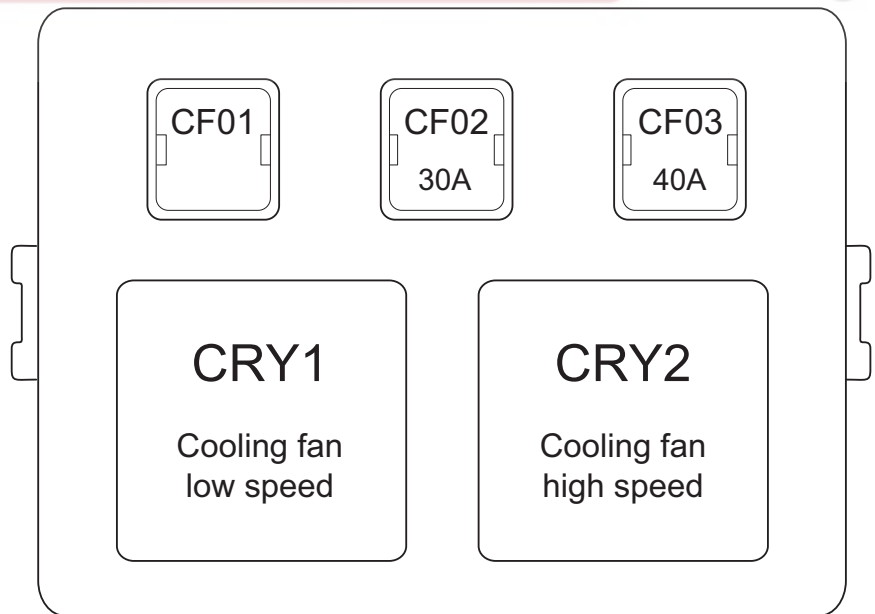 CF01
CF02
CF03
30A
40A
CRY1
CRY2
Cooling fan
low speed
Cooling fan
high speed